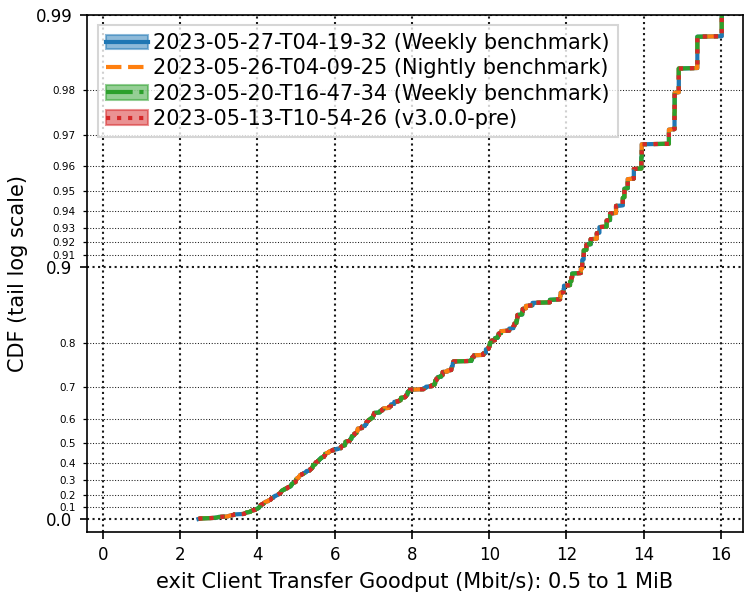 0.99
2023-05-27-T04-19-32 (Weekly benchmark)
2023-05-26-T04-09-25 (Nightly benchmark)
2023-05-20-T16-47-34 (Weekly benchmark)
2023-05-13-T10-54-26 (v3.0.0-pre)
0.98
0.97
0.96
0.95
0.94
0.93
0.92
0.91
0.9
0.8
0.7
0.6
0.5
0.4
0.3
0.2
0.1
0.0
CDF (tail log scale)
0 2 4 6 8 10 12 14 16
exit Client Transfer Goodput (Mbit/s): 0.5 to 1 MiB